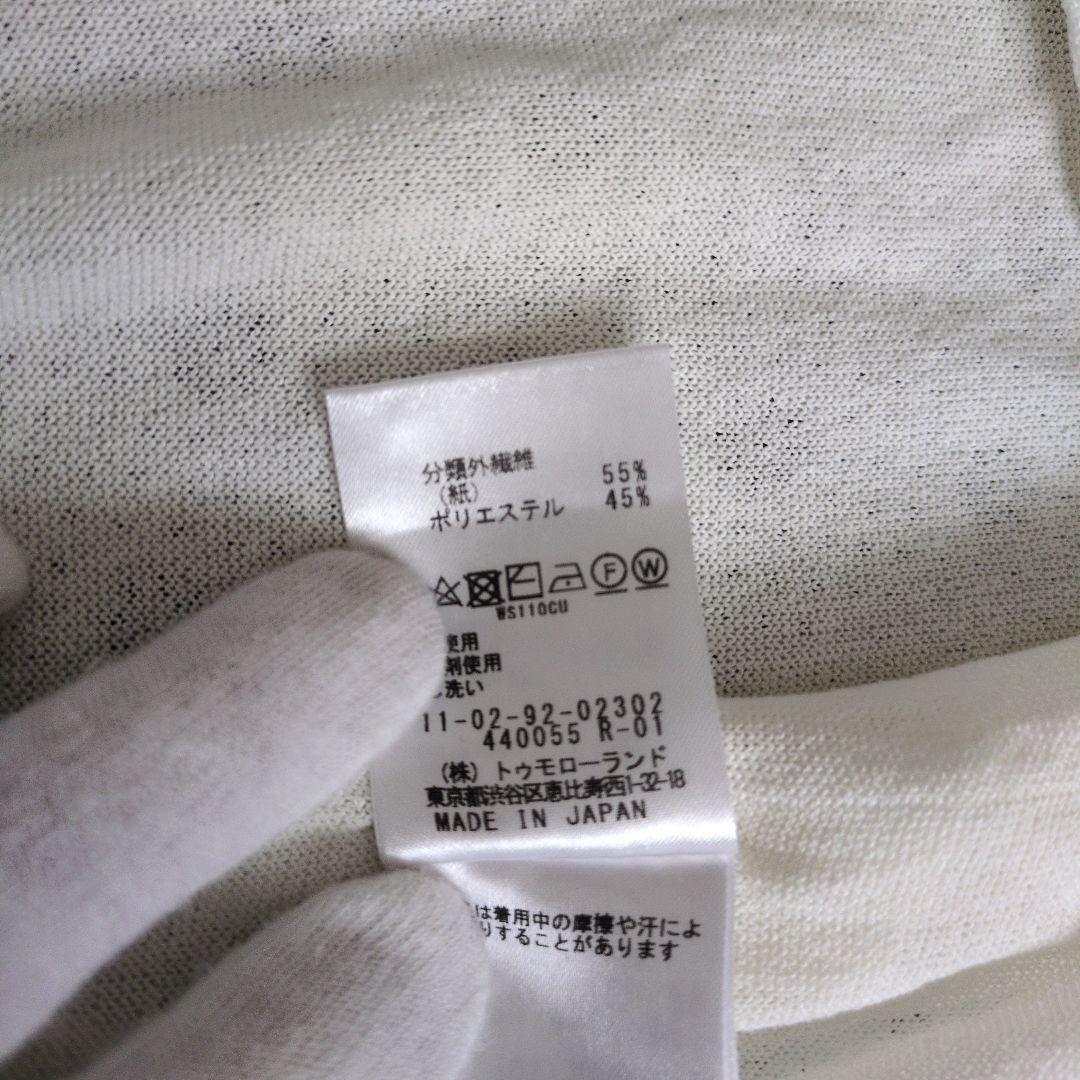 分類外繊維 55%
(紙)
ポリエステル 45%
F W
WS110CU
使用
剤使用
洗い
11-02-92-02302
440055 R-01
(株) トゥモローランド
東京都渋谷区恵比寿西1-32-18
MADE IN JAPAN
は着用中の摩擦や汗によ
りすることがあります